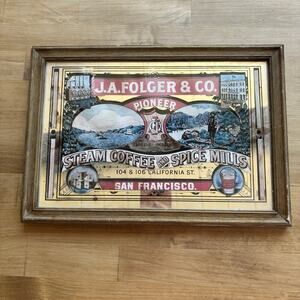 J.A. FOLGER & CO.
PIONEER
STEAM COFFEE AND SPICE MILLS
104 & 106 CALIFORNIA ST.
SAN FRANCISCO.